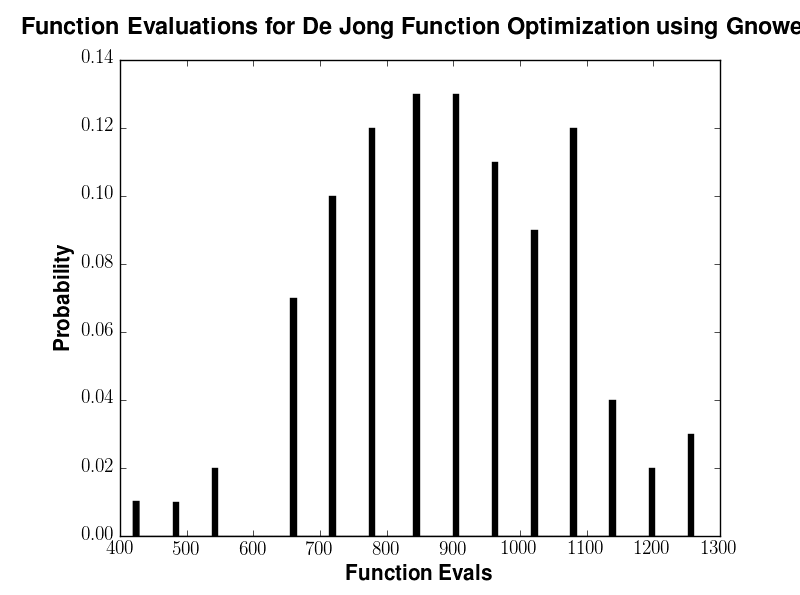 Function Evaluations for De Jong Function Optimization using Gnowe
0.14
0.12
0.10
0.08
0.06
0.04
0.02
0.00
Probability
400 500 600 700 800 900 1000 1100 1200 1300
Function Evals